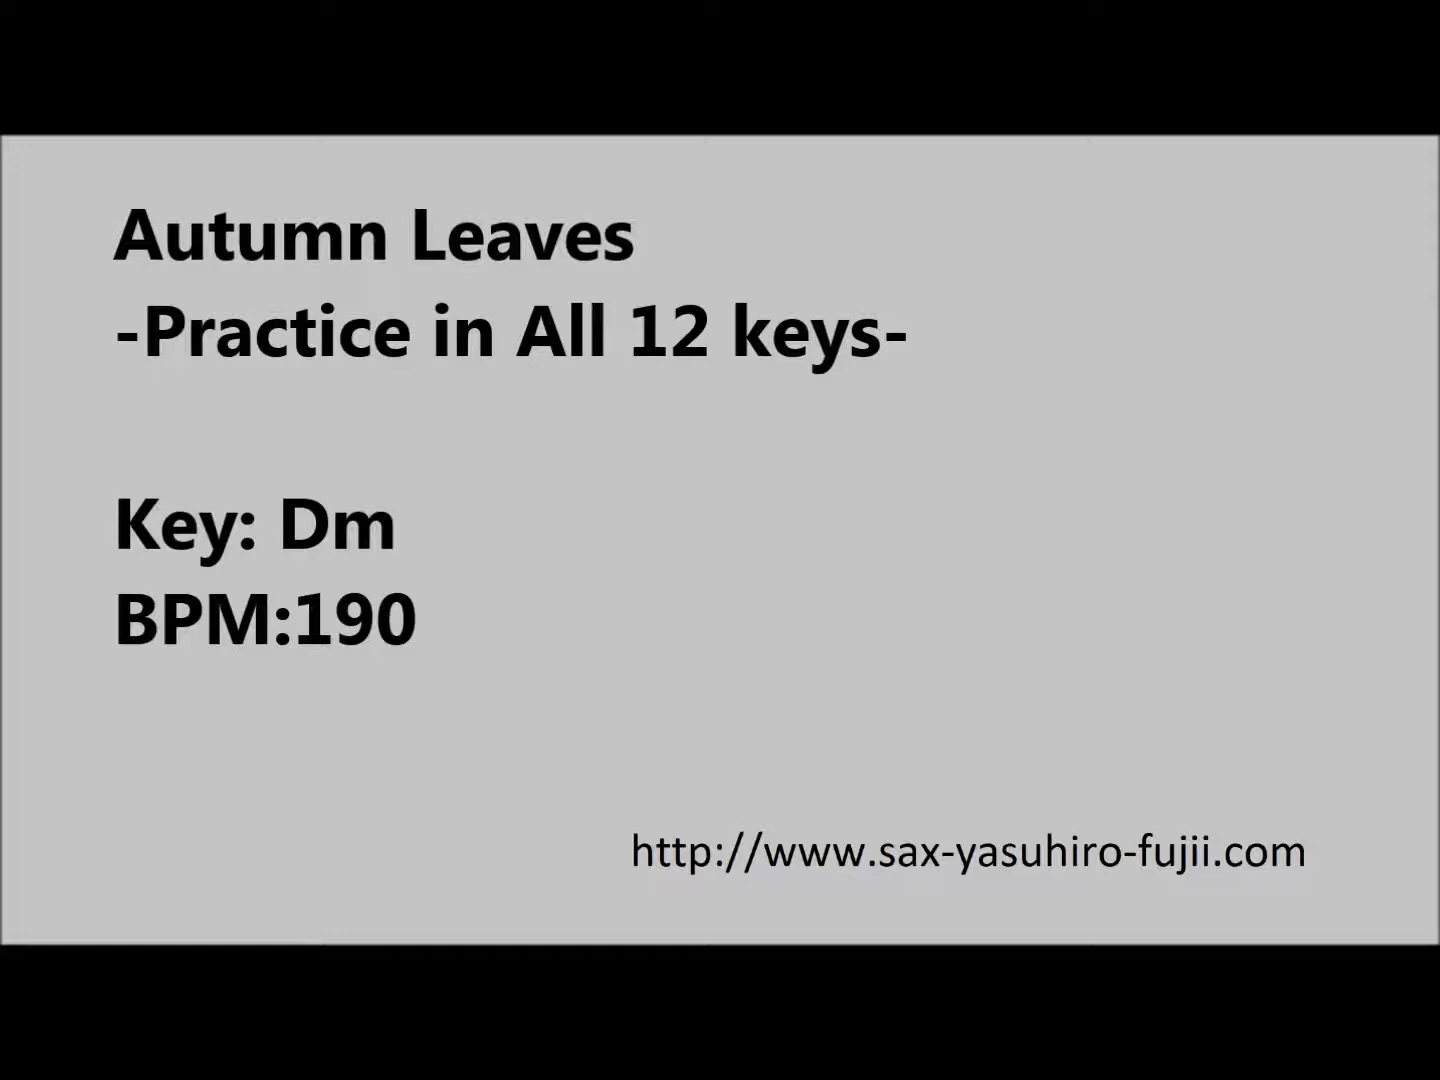 Autumn Leaves
-Practice in All 12 keys-
Key: Dm
BPM:190
http://www.sax-yasuhiro-fujii.com